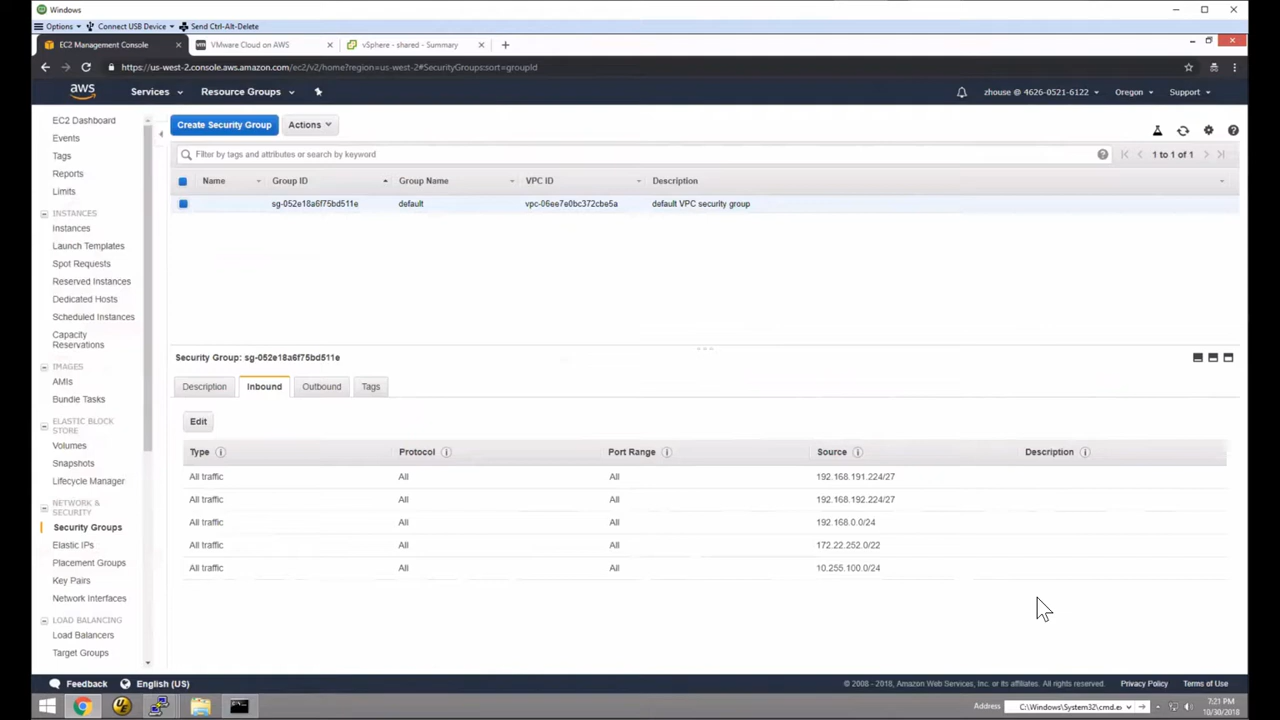 Windows
Options Connect USB Device Send Ctrl-Alt-Delete
EC2 Management Console VMware Cloud on AWS vSphere - shared - Summary
https://us-west-2.console.aws.amazon.com/ec2/v2/home?region=us-west-2#SecurityGroups:sort=groupId
aws Services Resource Groups zhouse @ 4626-0521-6122 Oregon Support
EC2 Dashboard
Events
Tags
Reports
Limits
INSTANCES
Instances
Launch Templates
Spot Requests
Reserved Instances
Dedicated Hosts
Scheduled Instances
Capacity
Reservations
IMAGES
AMIs
Bundle Tasks
ELASTIC BLOCK
STORE
Volumes
Snapshots
Lifecycle Manager
NETWORK &
SECURITY
Security Groups
Elastic IPs
Placement Groups
Key Pairs
Network Interfaces
LOAD BALANCING
Load Balancers
Target Groups
Create Security Group Actions
Filter by tags and attributes or search by keyword 1 to 1 of 1
Name Group ID Group Name VPC ID Description
sg-052e18a6f75bd511e default vpc-06ee7e0bc372cbe5a default VPC security group
Security Group: sg-052e18a6f75bd511e
Description Inbound Outbound Tags
Edit
Type Protocol Port Range Source Description
All traffic All All 192.168.191.224/27
All traffic All All 192.168.192.224/27
All traffic All All 192.168.0.0/24
All traffic All All 172.22.252.0/22
All traffic All All 10.255.100.0/24
Feedback English (US) © 2008 - 2018, Amazon Web Services, Inc. or its affiliates. All rights reserved. Privacy Policy Terms of Use
Address C:\Windows\System32\cmd.e 7:21 PM
10/30/2018